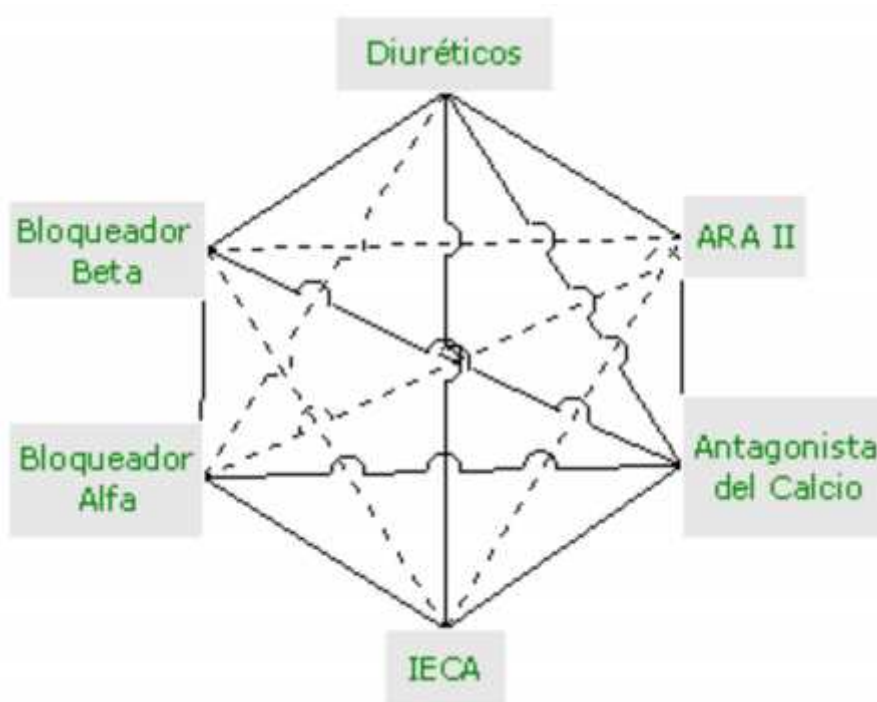 Diuréticos
Bloqueador
Beta
ARA II
Bloqueador
Alfa
Antagonista
del Calcio
IECA